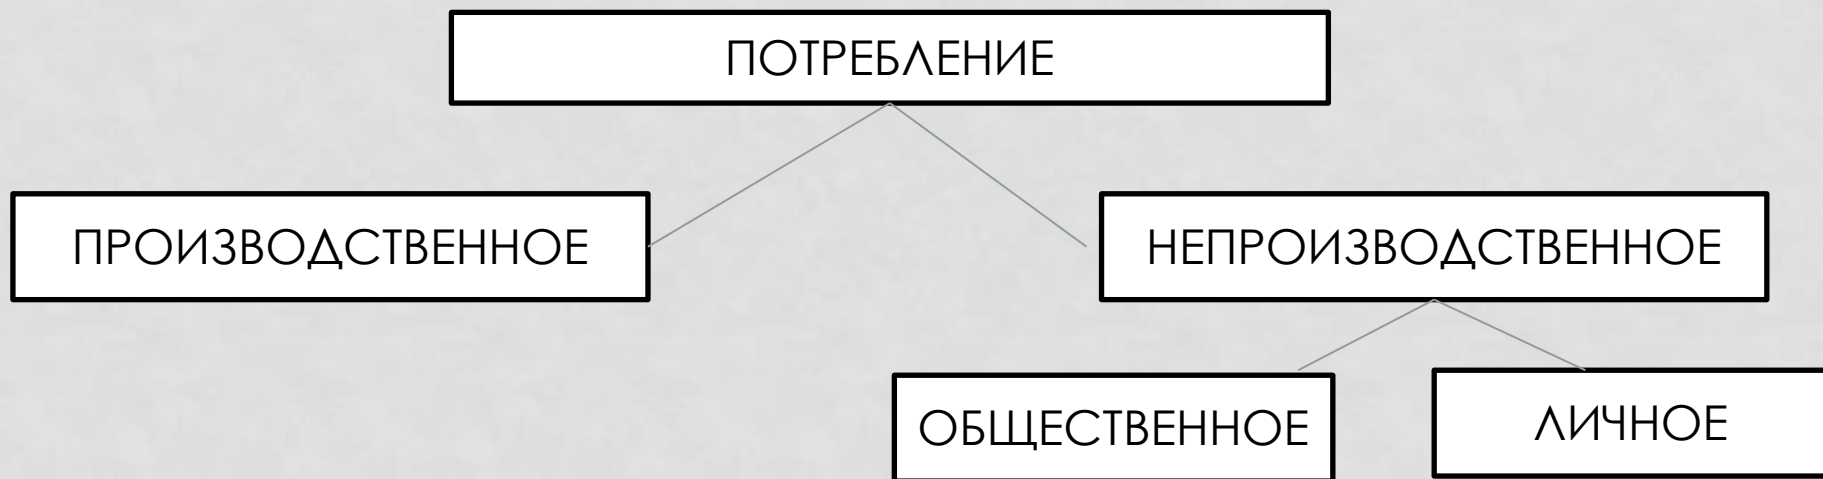 ПОТРЕБЛЕНИЕ
ПРОИЗВОДСТВЕННОЕ
НЕПРОИЗВОДСТВЕННОЕ
ОБЩЕСТВЕННОЕ
ЛИЧНОЕ